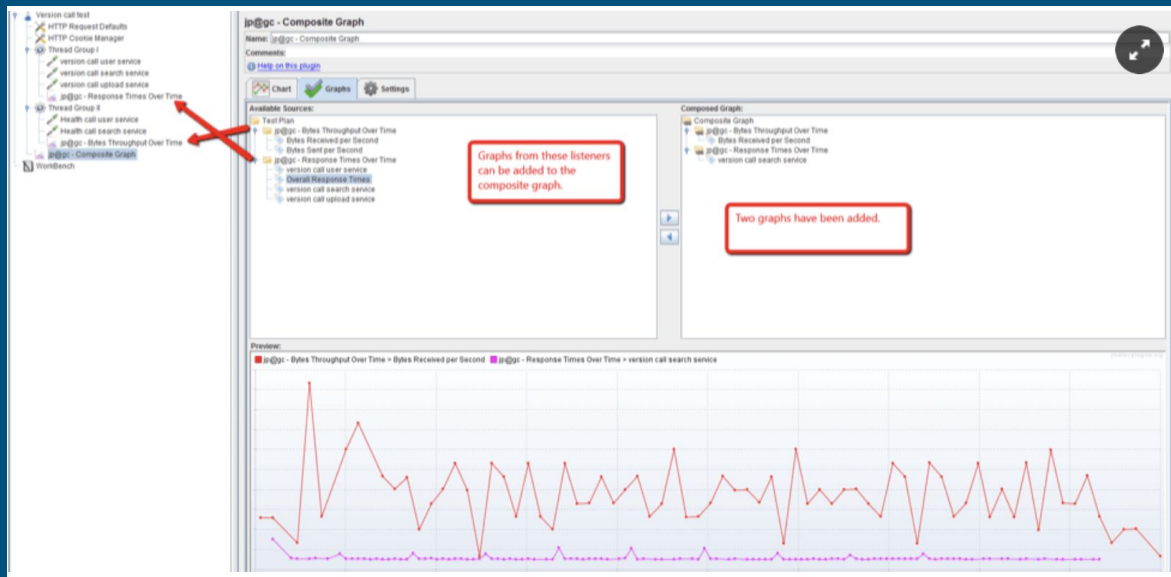 Version call test
HTTP Request Defaults
HTTP Cookie Manager
Thread Group I
version call user service
version call search service
version call upload service
jp@gc - Response Times Over Time
Thread Group II
Health call user service
Health call search service
jp@gc - Bytes Throughput Over Time
jp@gc - Composite Graph
WorkBench
jp@gc - Composite Graph
Name: jp@gc - Composite Graph
Comments:
Help on this plugin
Chart Graphs Settings
Available Sources:
Test Plan
jp@gc - Bytes Throughput Over Time
Bytes Received per Second
Bytes Sent per Second
jp@gc - Response Times Over Time
version call user service
Overall Response Times
version call search service
version call upload service
Graphs from these listeners
can be added to the
composite graph.
Composed Graph:
Composite Graph
jp@gc - Bytes Throughput Over Time
Bytes Received per Second
jp@gc - Response Times Over Time
version call search service
Two graphs have been added.
Preview:
jp@gc - Bytes Throughput Over Time > Bytes Received per Second jp@gc - Response Times Over Time > version call search service